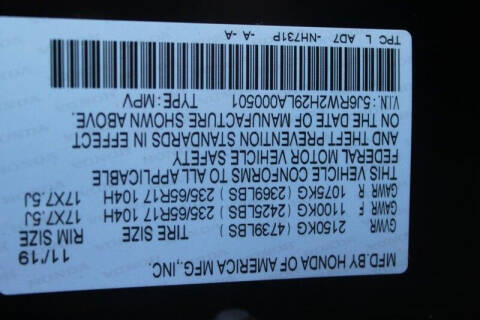 MFD.BY HONDA OF AMERICA MFG.,INC. 11/19
GVWR 2150KG (4739LBS) TIRE SIZE RIM SIZE
GAWR F 1100KG (2425LBS) 235/65R17 104H 17X7.5J
GAWR R 1075KG (2369LBS) 235/65R17 104H 17X7.5J
THIS VEHICLE CONFORMS TO ALL APPLICABLE
FEDERAL MOTOR VEHICLE SAFETY
AND THEFT PREVENTION STANDARDS IN EFFECT
ON THE DATE OF MANUFACTURE SHOWN ABOVE.
V.I.N.:5J6RW2H29LA000501 TYPE:MPV
TPC L AD7 -NH731P -A -A